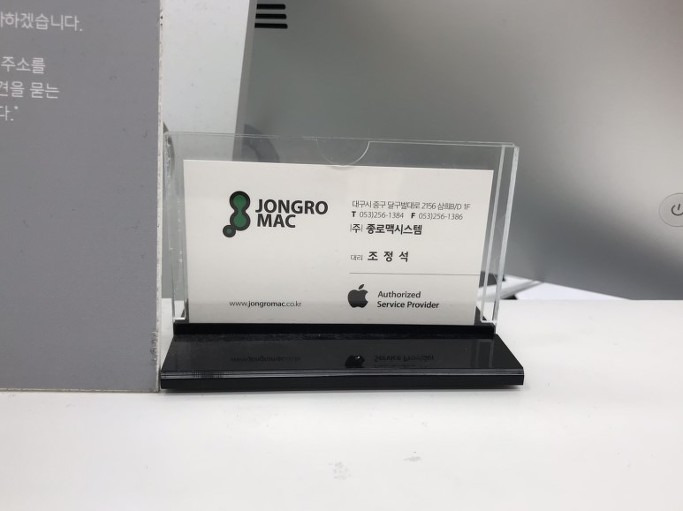 하겠습니다.
주소를
견을 묻는
다."
JONGRO
MAC
대구시 중구 달구벌대로 2156 삼희B/D 1F
T 053)256-1384 F 053)256-1386
(주) 종로맥시스템
대리 조 정 석
www.jongromac.co.kr
Authorized
Service Provider